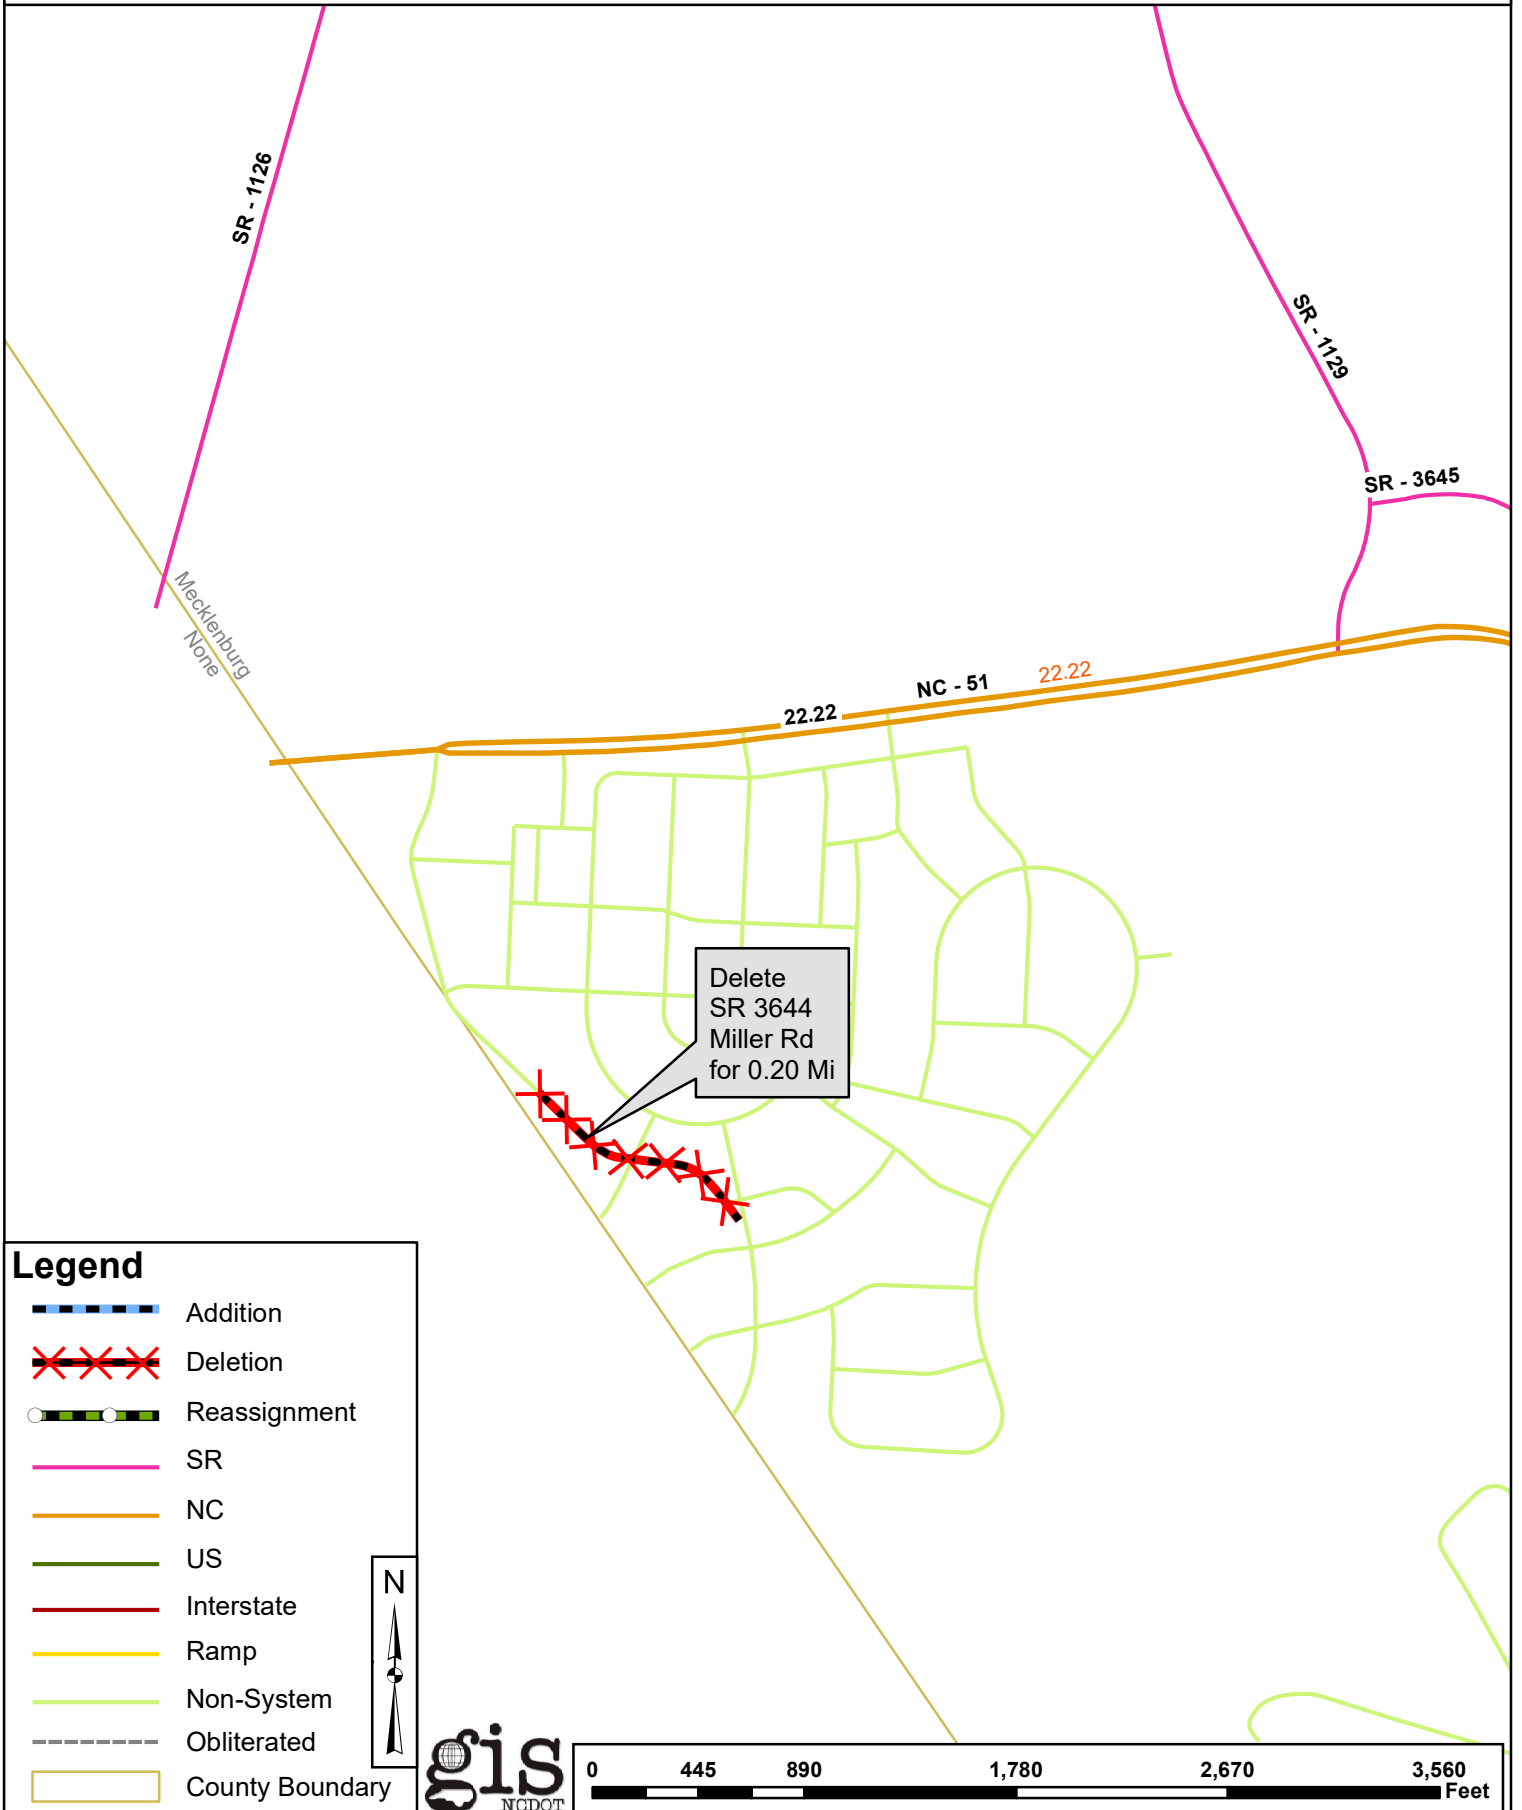 SR - 1126
SR - 1129
SR - 3645
Mecklenburg
None
NC - 51
22.22
22.22
Delete
SR 3644
Miller Rd
for 0.20 Mi
Legend
Addition
Deletion
Reassignment
SR
NC
US
Interstate
Ramp
Non-System
Obliterated
County Boundary
N
gis
NCDOT
0 445 890 1,780 2,670 3,560
Feet